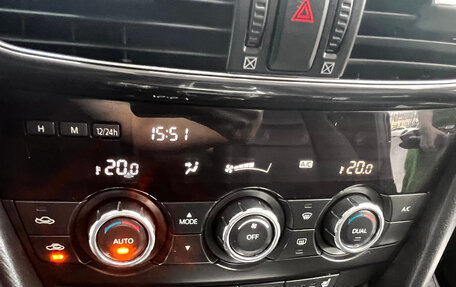 H M 12/24h 15:51
20.0 A/C 20.0
MODE A/C
AUTO OFF DUAL